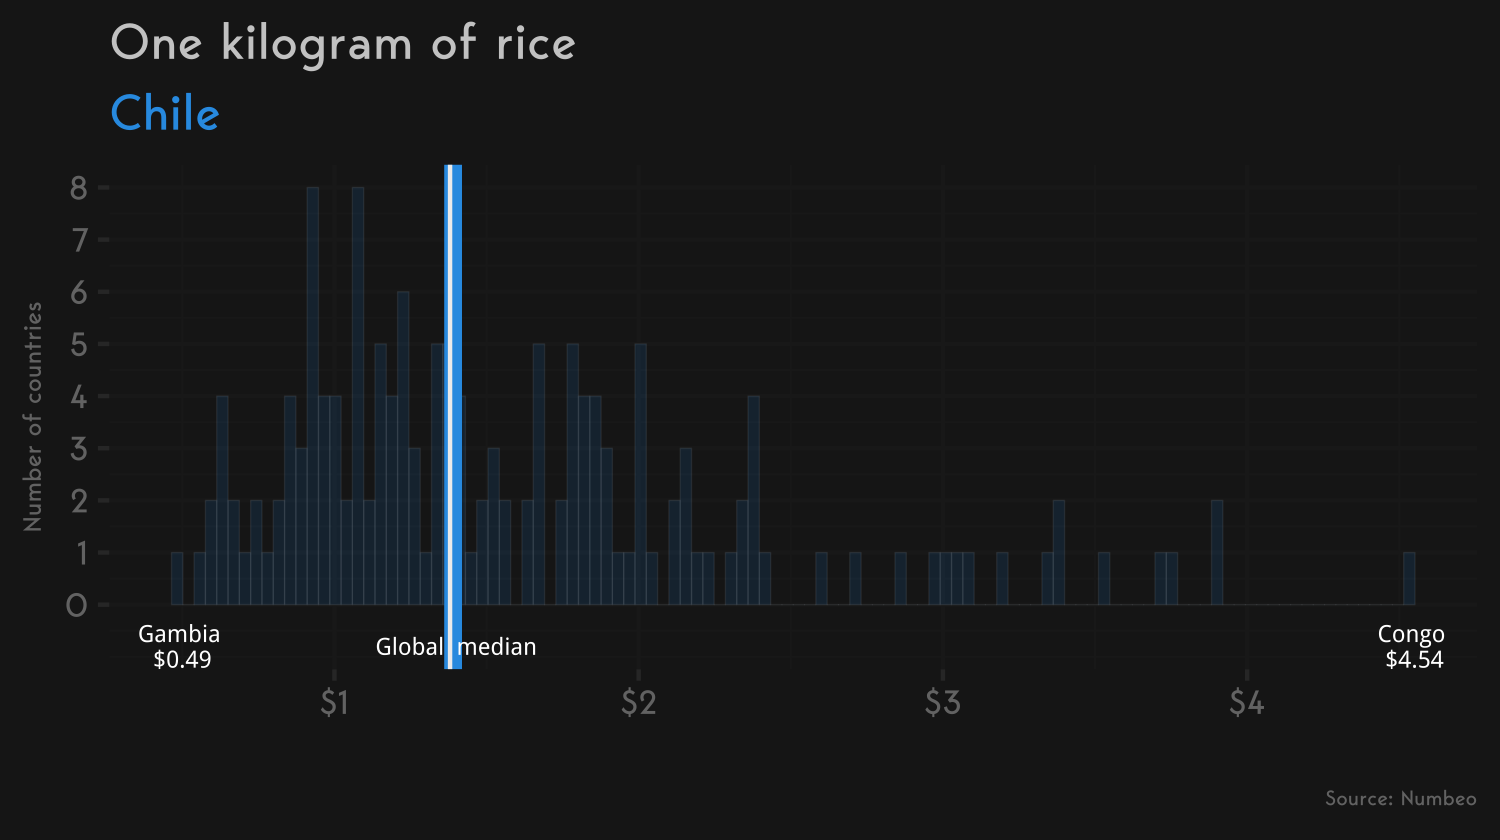 One kilogram of rice
Chile
Number of countries
8
7
6
5
4
3
2
1
0
Gambia
$0.49
Global median
Congo
$4.54
$1
$2
$3
$4
Source: Numbeo